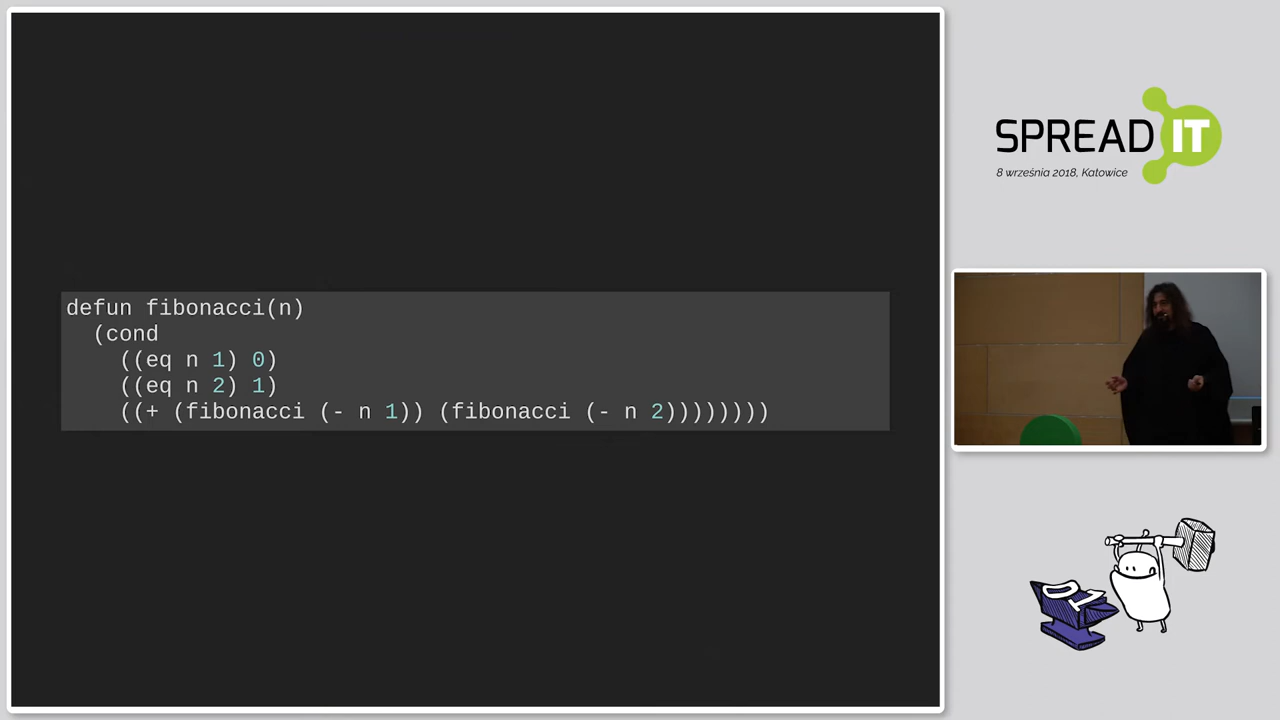 defun fibonacci(n)
(cond
((eq n 1) 0)
((eq n 2) 1)
((+ (fibonacci (- n 1)) (fibonacci (- n 2))))))))
SPREAD IT
8 września 2018, Katowice
01